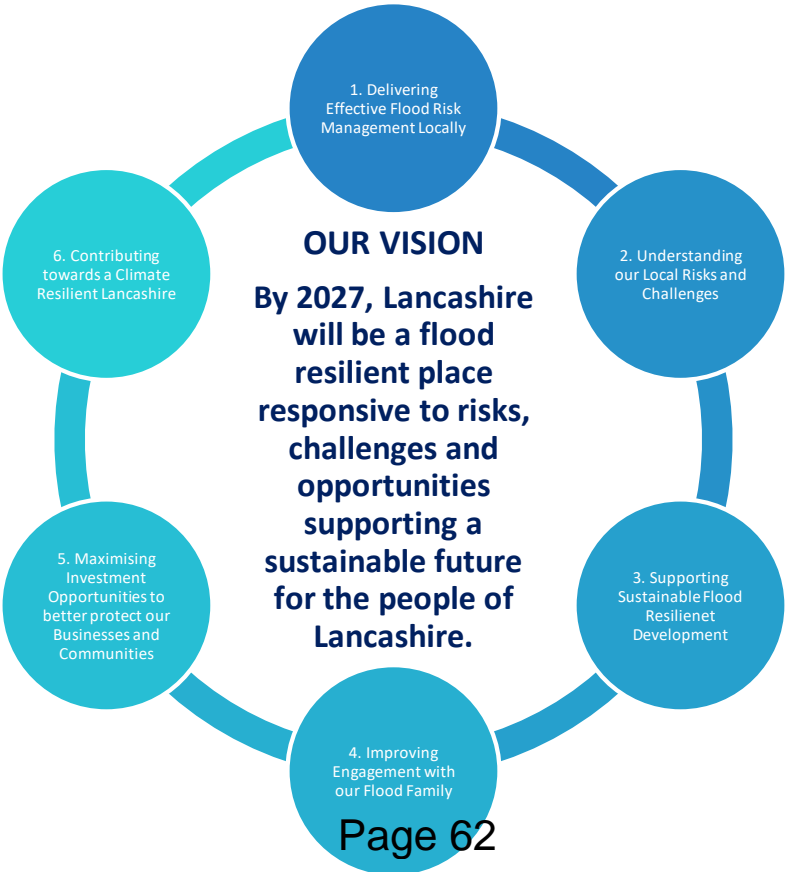 1. Delivering
Effective Flood Risk
Management Locally
2. Understanding
our Local Risks and
Challenges
3. Supporting
Sustainable Flood
Resilienet
Development
4. Improving
Engagement with
our Flood Family
5. Maximising
Investment
Opportunities to
better protect our
Businesses and
Communities
6. Contributing
towards a Climate
Resilient Lancashire
OUR VISION
By 2027, Lancashire
will be a flood
resilient place
responsive to risks,
challenges and
opportunities
supporting a
sustainable future
for the people of
Lancashire.
Page 62